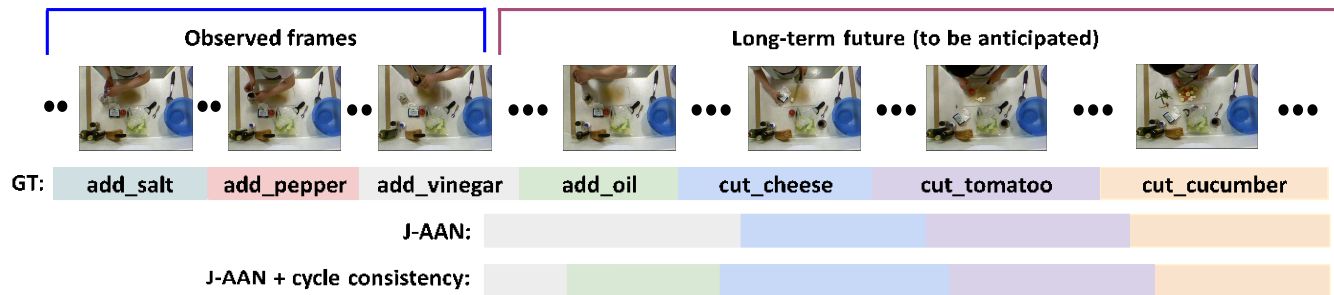 Observed frames
Long-term future (to be anticipated)
GT: add_salt add_pepper add_vinegar add_oil cut_cheese cut_tomatoo cut_cucumber
J-AAN:
J-AAN + cycle consistency: